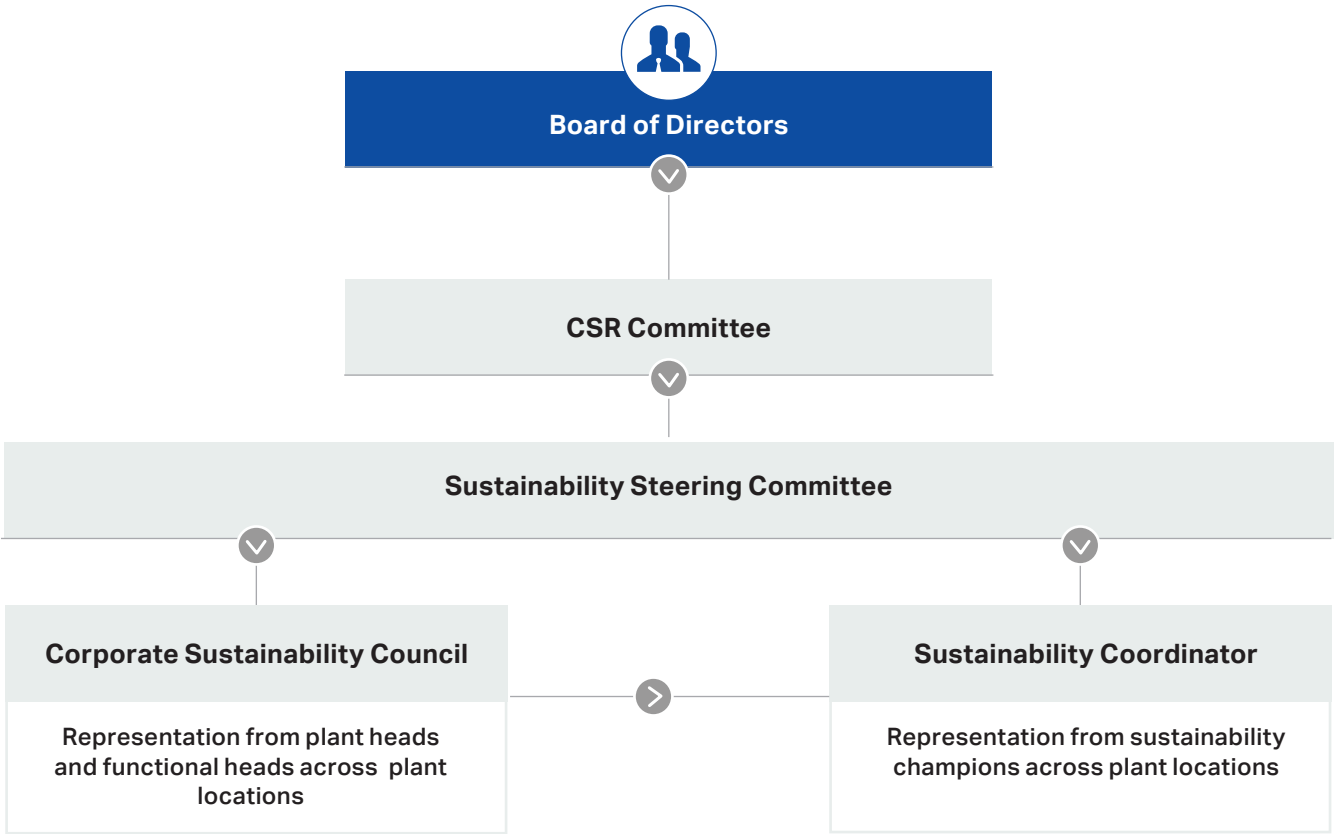 Board of Directors
CSR Committee
Sustainability Steering Committee
Corporate Sustainability Council
Representation from plant heads
and functional heads across plant
locations
Sustainability Coordinator
Representation from sustainability
champions across plant locations